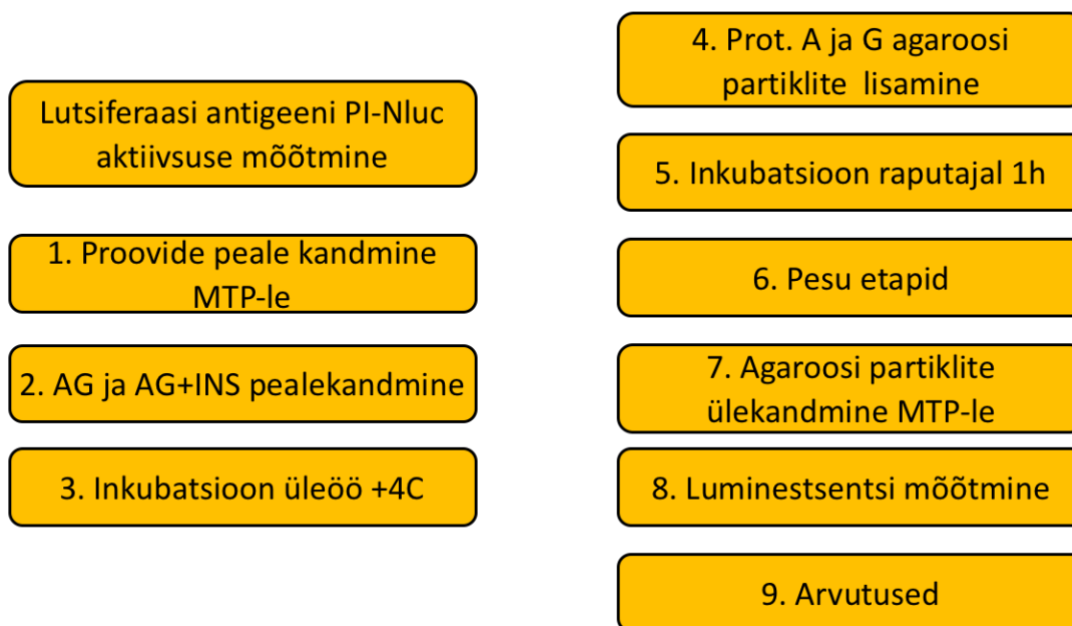 Lutsiferaasi antigeeni PI-Nluc
aktiivsuse mõõtmine
1. Proovide peale kandmine
MTP-le
2. AG ja AG+INS pealekandmine
3. Inkubatsioon üleöö +4C
4. Prot. A ja G agaroosi
partiklite lisamine
5. Inkubatsioon raputajal 1h
6. Pesu etapid
7. Agaroosi partiklite
ülekandmine MTP-le
8. Luminestsentsi mõõtmine
9. Arvutused